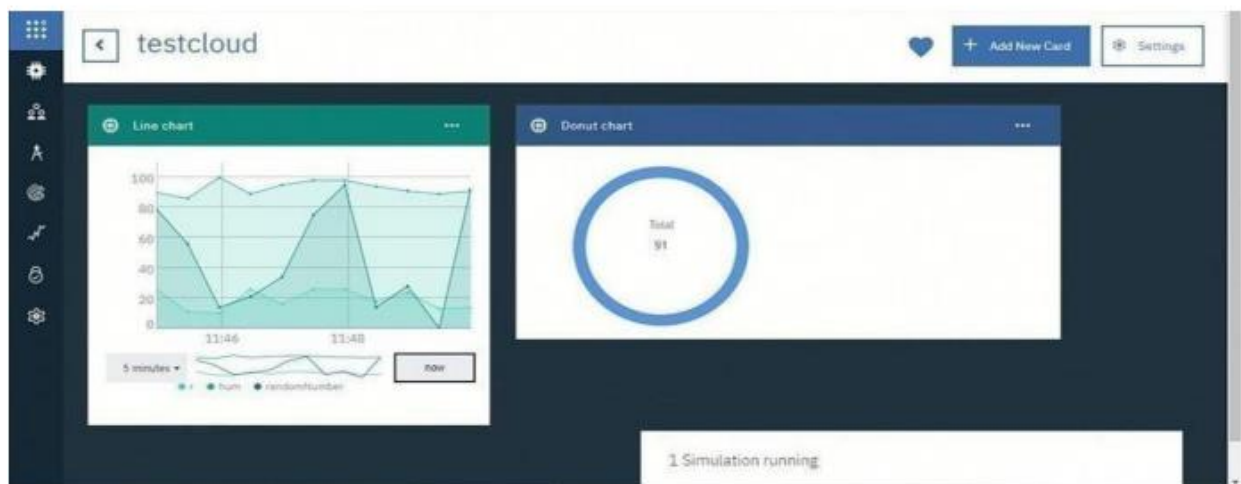 testcloud
+ Add New Card
Settings
Line chart
Donut chart
100
80
60
40
20
0
11:46
11:48
Total
91
5 minutes
now
hum
randomNumber
1 Simulation running